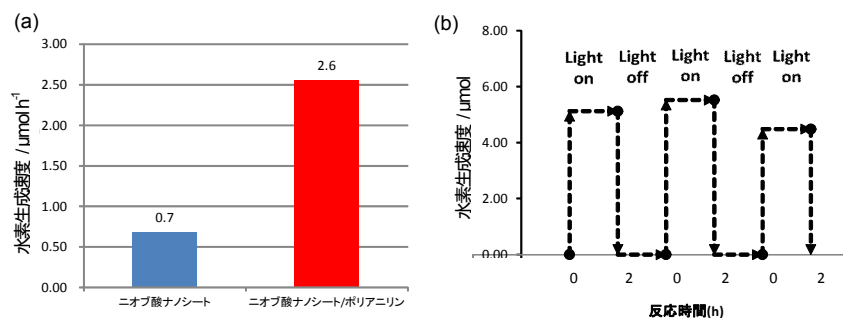 (a)
水素生成速度 / μmol h⁻¹
3.00
2.50
2.00
1.50
1.00
0.50
0.00
0.7
2.6
ニオブ酸ナノシート
ニオブ酸ナノシート/ポリアニリン
(b)
水素生成速度 / μmol
8.00
6.00
4.00
2.00
0.00
Light on
Light off
Light on
Light off
Light on
0 2 0 2 0 2
反応時間(h)